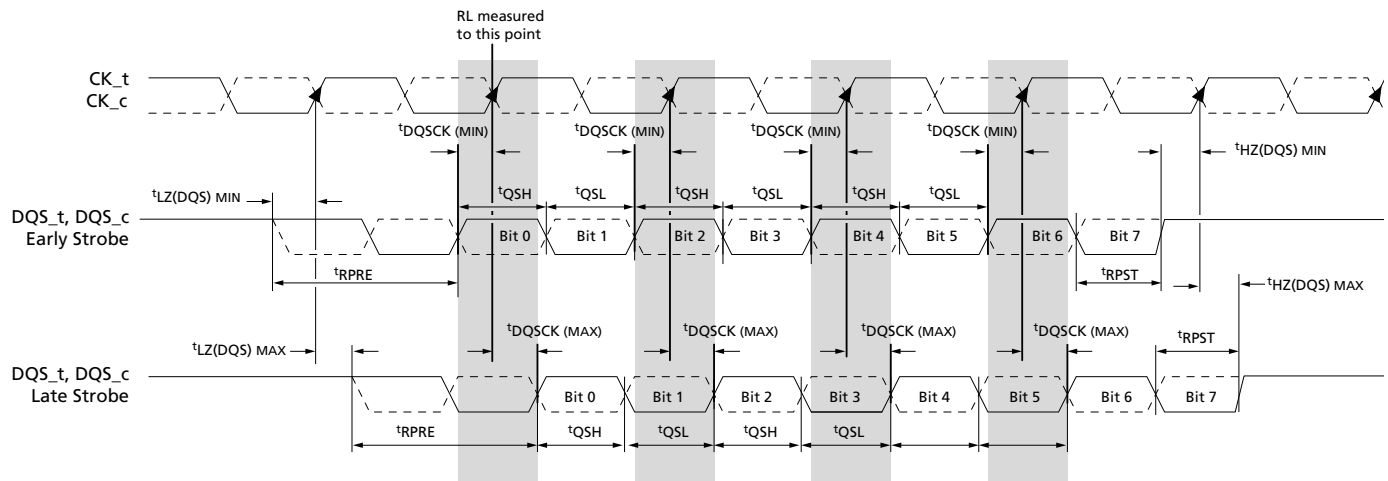 RL measured
to this point
CK_t
CK_c
tDQSCK (MIN)
tDQSCK (MIN)
tDQSCK (MIN)
tDQSCK (MIN)
tHZ(DQS) MIN
tLZ(DQS) MIN
tQSH
tQSL
tQSH
tQSL
tQSH
tQSL
DQS_t, DQS_c
Early Strobe
Bit 0
Bit 1
Bit 2
Bit 3
Bit 4
Bit 5
Bit 6
Bit 7
tRPRE
tRPST
tHZ(DQS) MAX
tLZ(DQS) MAX
tDQSCK (MAX)
tDQSCK (MAX)
tDQSCK (MAX)
tDQSCK (MAX)
tRPST
DQS_t, DQS_c
Late Strobe
Bit 0
Bit 1
Bit 2
Bit 3
Bit 4
Bit 5
Bit 6
Bit 7
tRPRE
tQSH
tQSL
tQSH
tQSL